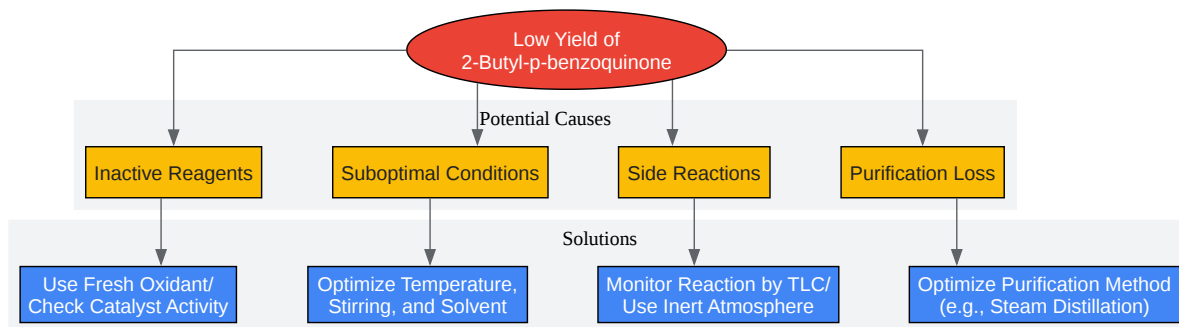 Low Yield of
2-Butyl-p-benzoquinone
Potential Causes
Inactive Reagents
Suboptimal Conditions
Side Reactions
Purification Loss
Solutions
Use Fresh Oxidant/
Check Catalyst Activity
Optimize Temperature,
Stirring, and Solvent
Monitor Reaction by TLC/
Use Inert Atmosphere
Optimize Purification Method
(e.g., Steam Distillation)